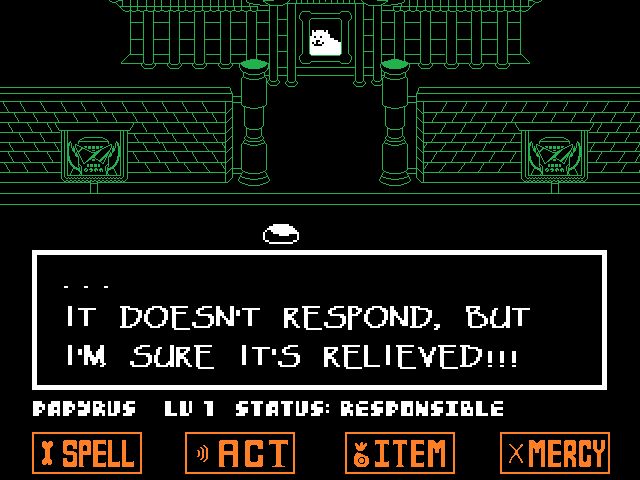 ...
IT DOESN'T RESPOND, BUT
I'M SURE IT'S RELIEVED!!!
PAPYRUS LV 1 STATUS: RESPONSIBLE
SPELL ACT ITEM MERCY